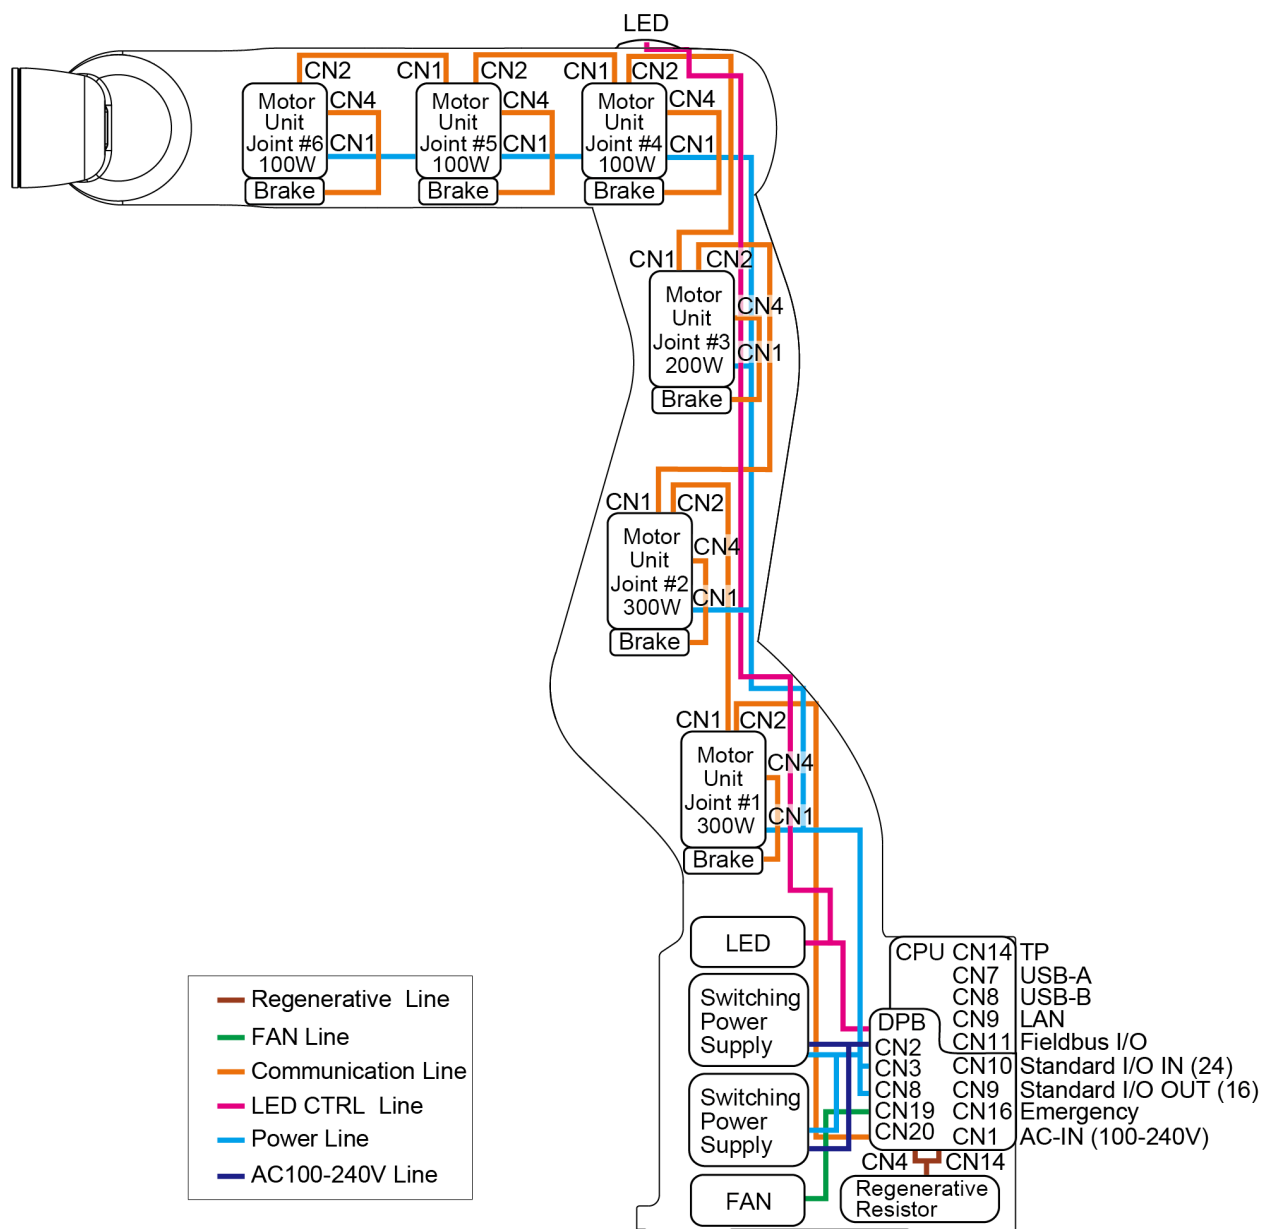 LED
CN2
CN1
CN2
CN1
CN2
Motor
Unit
Joint #6
100W
Brake
CN4
CN1
Motor
Unit
Joint #5
100W
Brake
CN4
CN1
Motor
Unit
Joint #4
100W
Brake
CN4
CN1
CN1
CN2
Motor
Unit
Joint #3
200W
Brake
CN4
CN1
CN1
CN2
Motor
Unit
Joint #2
300W
Brake
CN4
CN1
CN1
CN2
Motor
Unit
Joint #1
300W
Brake
CN4
CN1
LED
Switching
Power
Supply
Switching
Power
Supply
FAN
CPU
CN14 TP
CN7 USB-A
CN8 USB-B
CN9 LAN
CN11 Fieldbus I/O
CN10 Standard I/O IN (24)
CN9 Standard I/O OUT (16)
CN16 Emergency
CN1 AC-IN (100-240V)
DPB
CN2
CN3
CN8
CN19
CN20
CN4
CN14
Regenerative
Resistor
Regenerative Line
FAN Line
Communication Line
LED CTRL Line
Power Line
AC100-240V Line